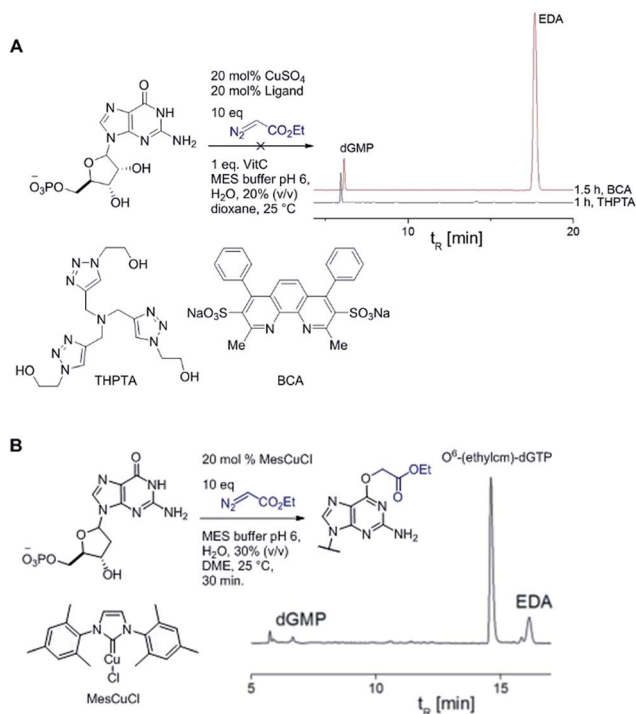 A
20 mol% CuSO4
20 mol% Ligand
10 eq
N2 CO2Et
1 eq. VitC
MES buffer pH 6,
H2O, 20% (v/v)
dioxane, 25 °C
O
N
NH
N
N
NH2
O
OH
−
O3PO
OH
EDA
dGMP
1.5 h, BCA
1 h, THPTA
10
20
tR [min]
OH
N
N N
N
N
N N
N
N N
HO
OH
THPTA
NaO3S
SO3Na
N
N
Me
Me
BCA
B
20 mol % MesCuCl
10 eq
N2 CO2Et
MES buffer pH 6,
H2O, 30% (v/v)
DME, 25 °C,
30 min.
O
N
NH
N
N
NH2
O
−
O3PO
OH
OEt
O
O
N
N
N
N
NH2
N
N
Cu
Cl
MesCuCl
O6-(ethylcm)-dGTP
dGMP
EDA
5
10
15
tR [min]